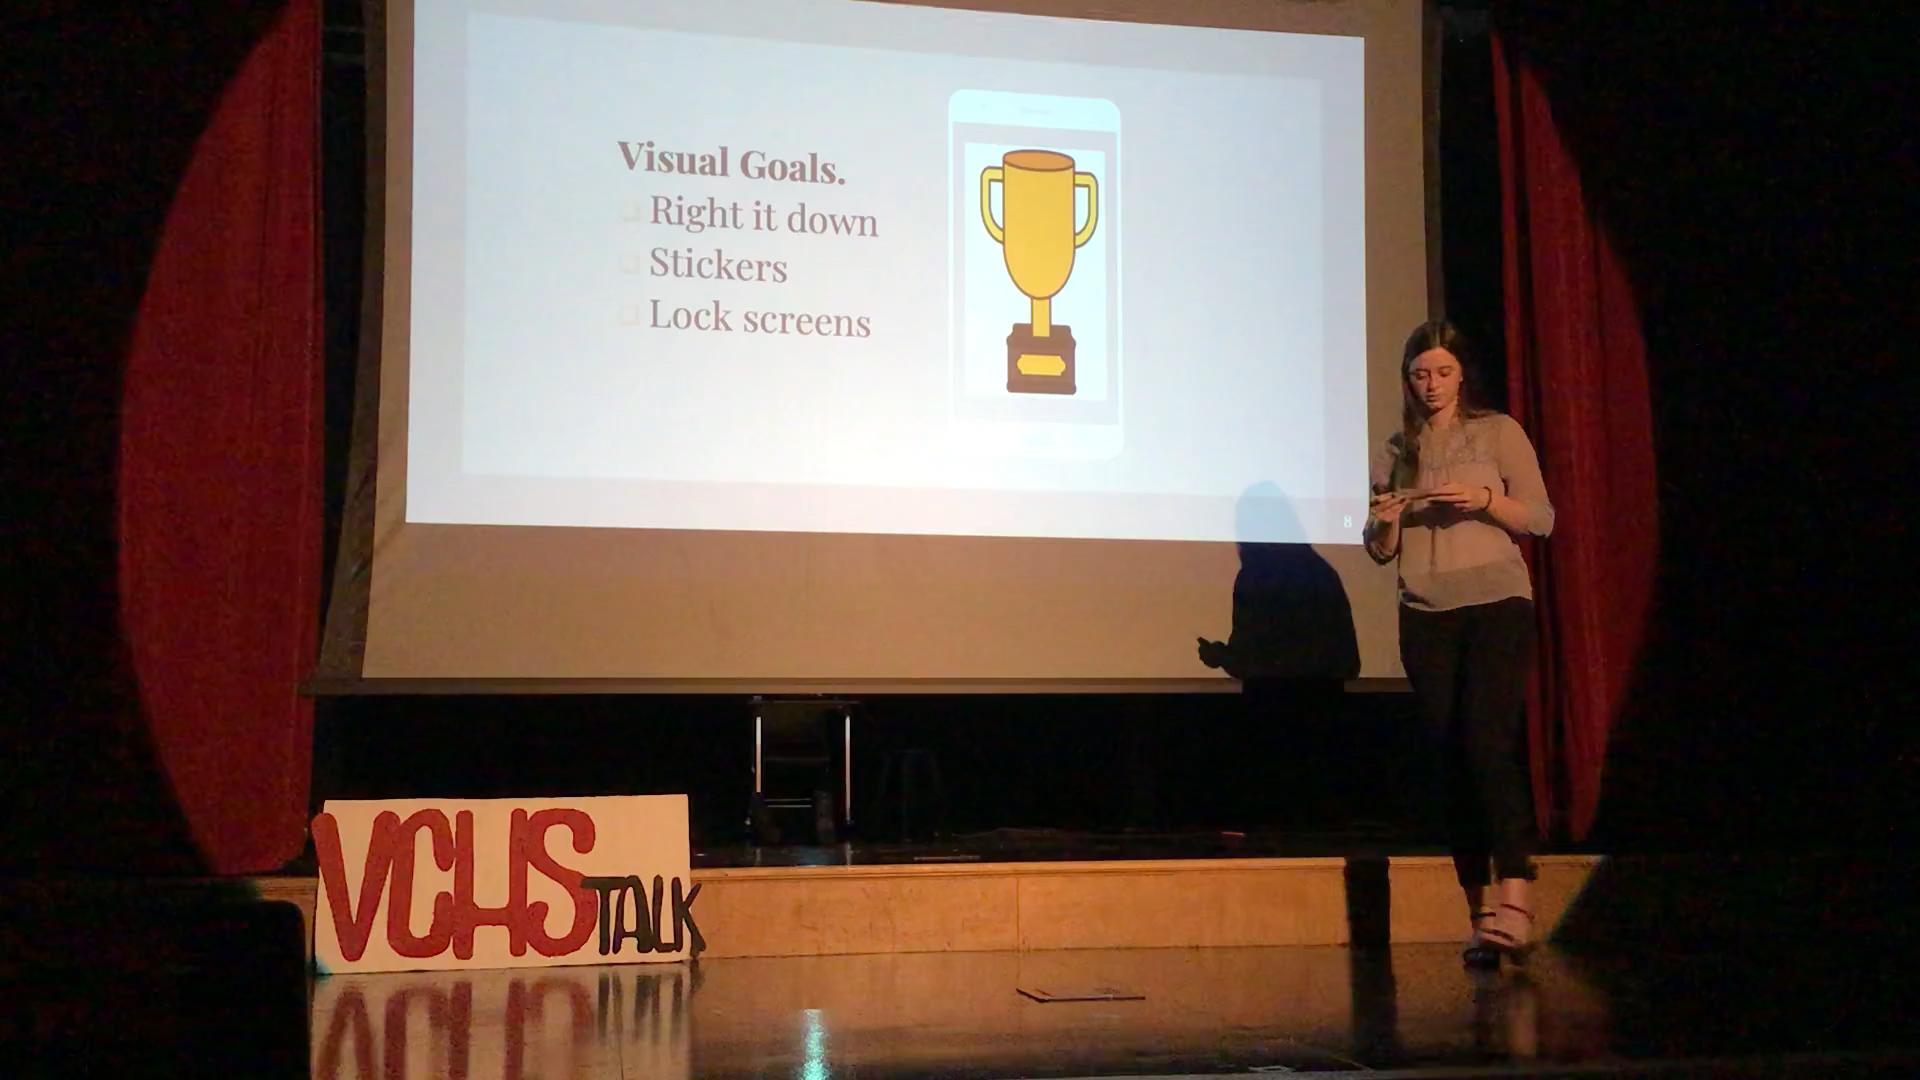 Visual Goals.
Right it down
Stickers
Lock screens
8
VCHS
TALK